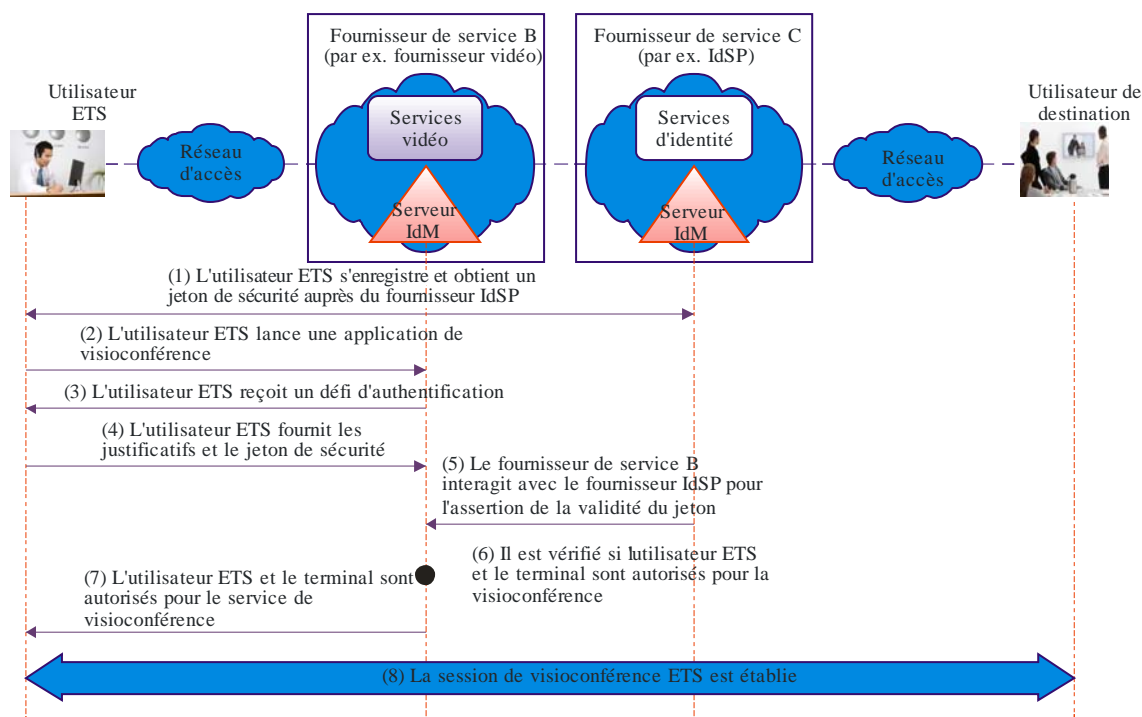 Fournisseur de service B
(par ex. fournisseur vidéo)
Fournisseur de service C
(par ex. IdSP)
Utilisateur
ETS
Utilisateur de
destination
Services
vidéo
Services
d'identité
Réseau
d'accès
Réseau
d'accès
Serveur
IdM
Serveur
IdM
(1) L'utilisateur ETS s'enregistre et obtient un
jeton de sécurité auprès du fournisseur IdSP
(2) L'utilisateur ETS lance une application de
visioconférence
(3) L'utilisateur ETS reçoit un défi d'authentification
(4) L'utilisateur ETS fournit les
justificatifs et le jeton de sécurité
(5) Le fournisseur de service B
interagit avec le fournisseur IdSP pour
l'assertion de la validité du jeton
(6) Il est vérifié si l'utilisateur ETS
et le terminal sont autorisés pour la
visioconférence
(7) L'utilisateur ETS et le terminal sont
autorisés pour le service de
visioconférence
(8) La session de visioconférence ETS est établie